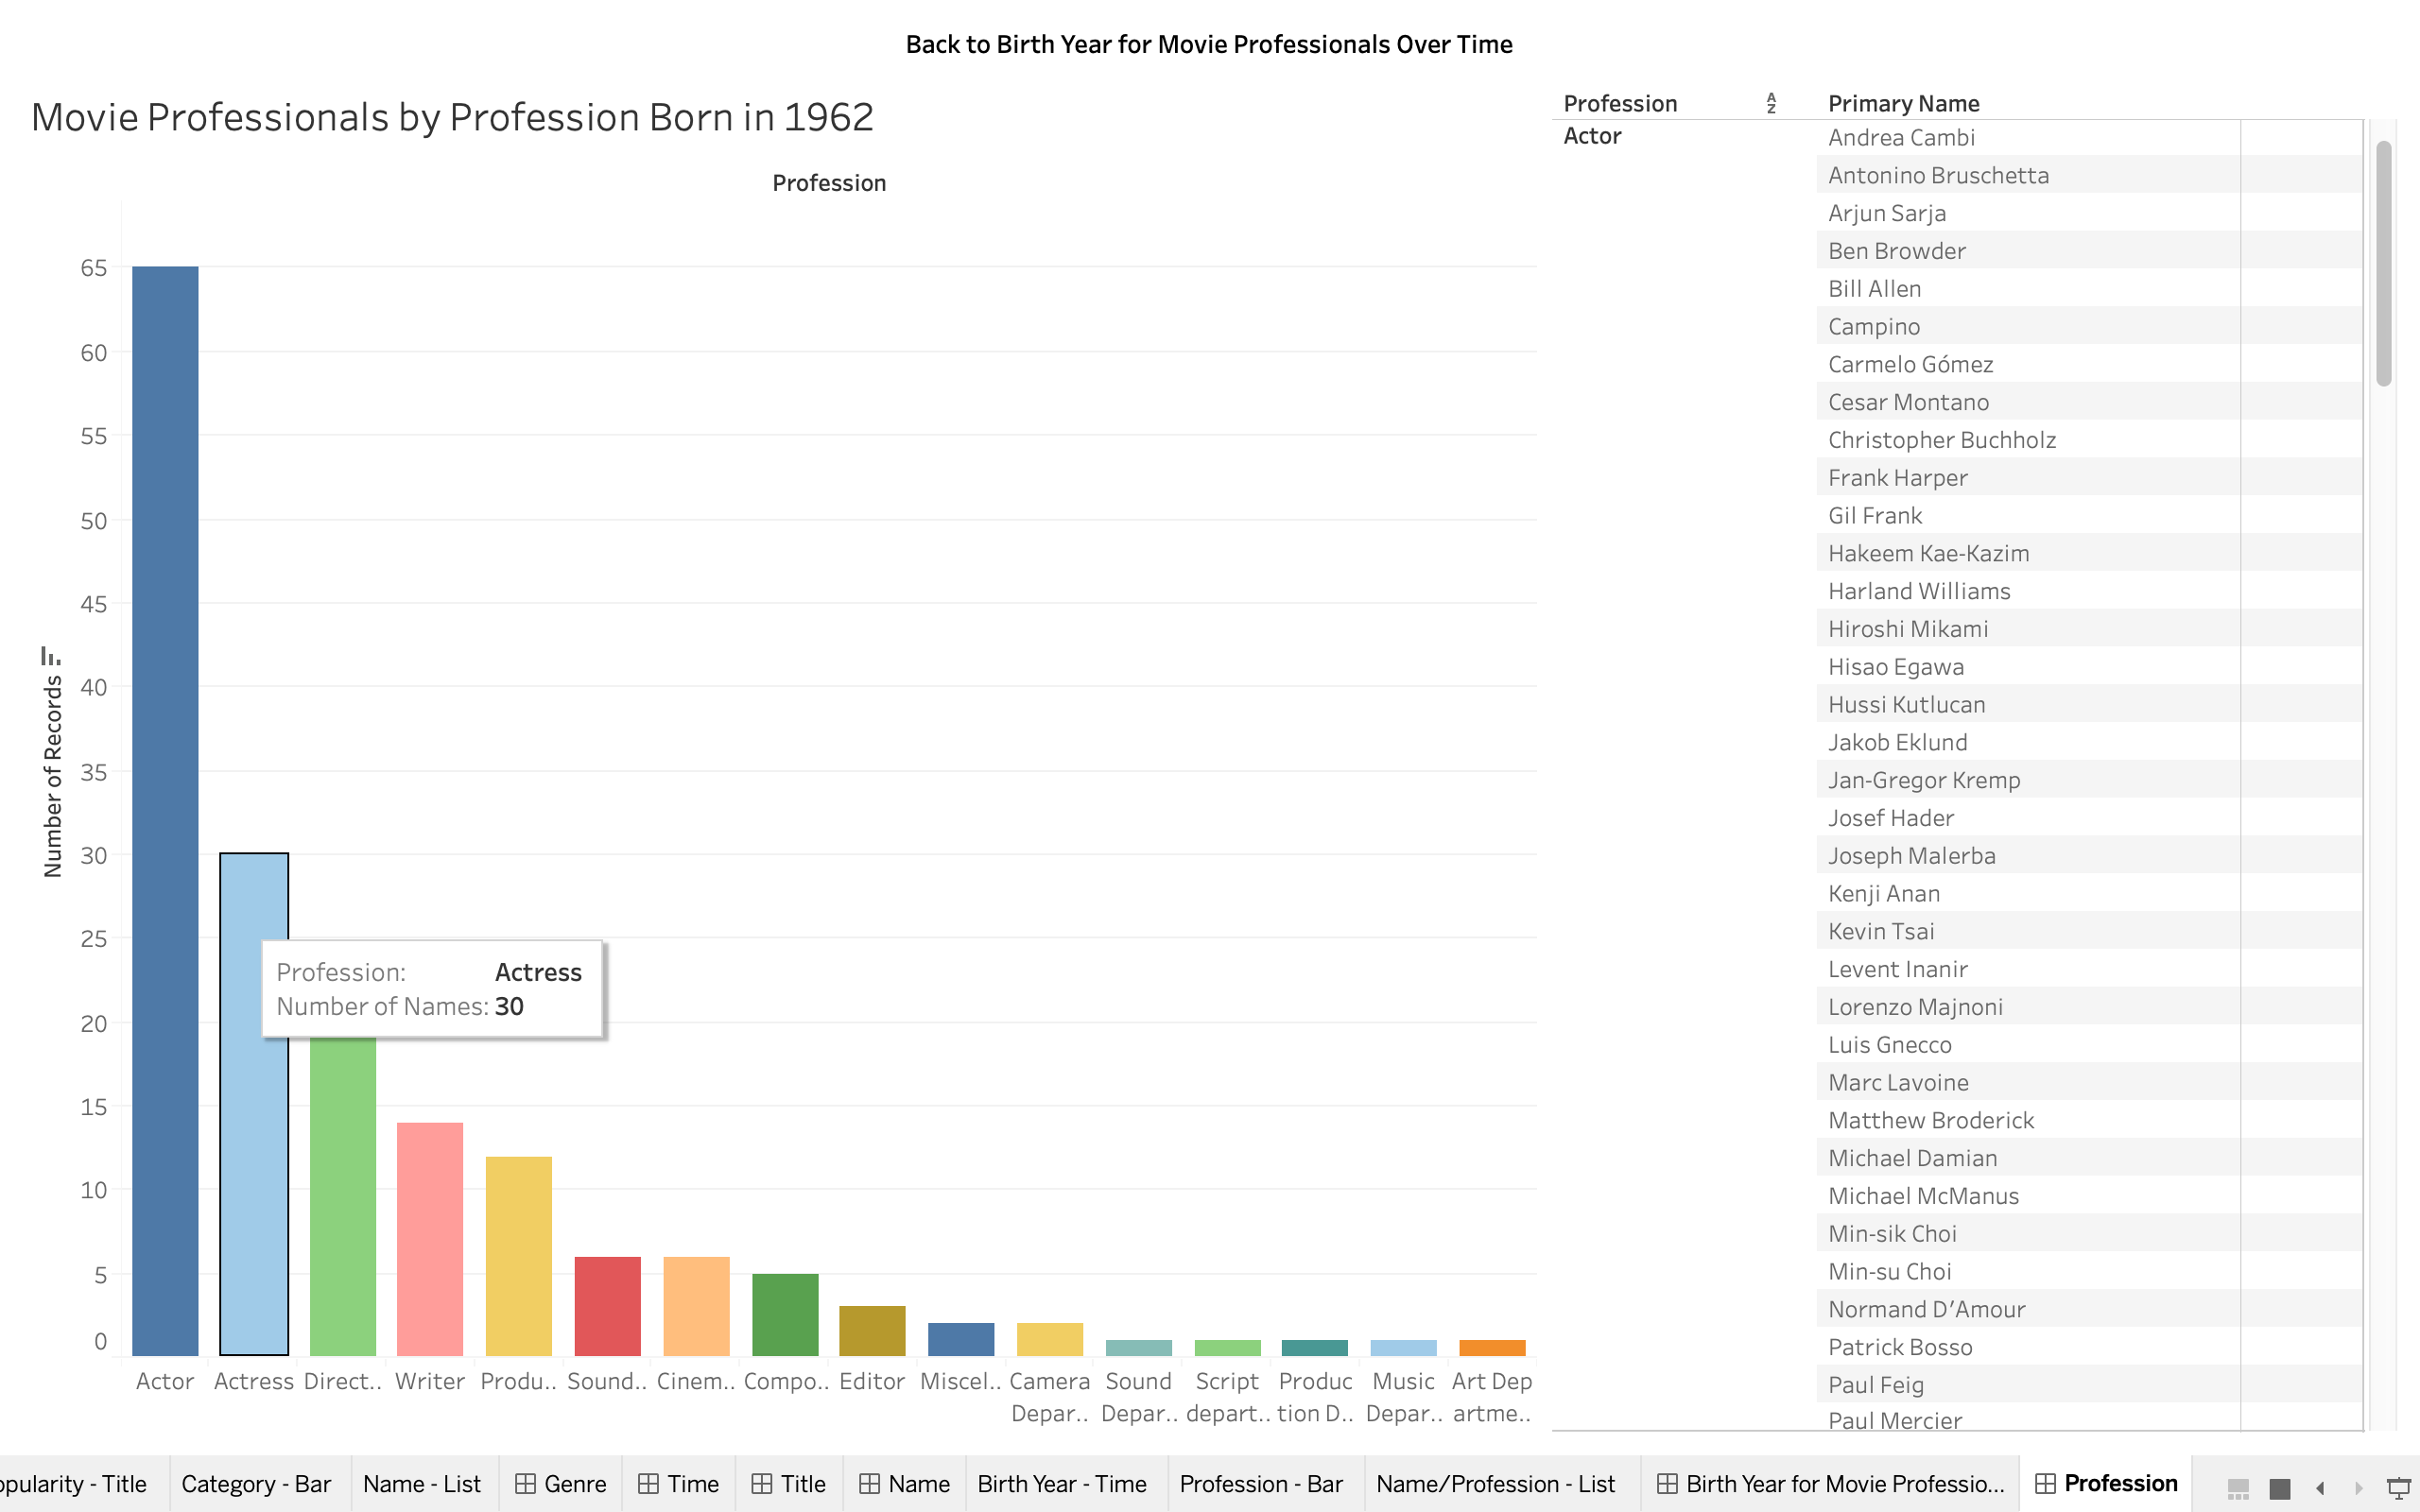 Back to Birth Year for Movie Professionals Over Time
Movie Professionals by Profession Born in 1962
Profession
Number of Records
65
60
55
50
45
40
35
30
25
20
15
10
5
0
Profession: Actress
Number of Names: 30
Actor Actress Direct.. Writer Produ.. Sound.. Cinem.. Compo.. Editor Miscel.. Camera Sound Script Produc Music Art Dep
Depar.. Depar.. depart.. tion D.. Depar.. artme..
Profession Primary Name
Actor Andrea Cambi
Antonino Bruschetta
Arjun Sarja
Ben Browder
Bill Allen
Campino
Carmelo Gómez
Cesar Montano
Christopher Buchholz
Frank Harper
Gil Frank
Hakeem Kae-Kazim
Harland Williams
Hiroshi Mikami
Hisao Egawa
Hussi Kutlucan
Jakob Eklund
Jan-Gregor Kremp
Josef Hader
Joseph Malerba
Kenji Anan
Kevin Tsai
Levent Inanir
Lorenzo Majnoni
Luis Gnecco
Marc Lavoine
Matthew Broderick
Michael Damian
Michael McManus
Min-sik Choi
Min-su Choi
Normand D’Amour
Patrick Bosso
Paul Feig
Paul Mercier
opularity - Title Category - Bar Name - List Genre Time Title Name Birth Year - Time Profession - Bar Name/Profession - List Birth Year for Movie Professio... Profession